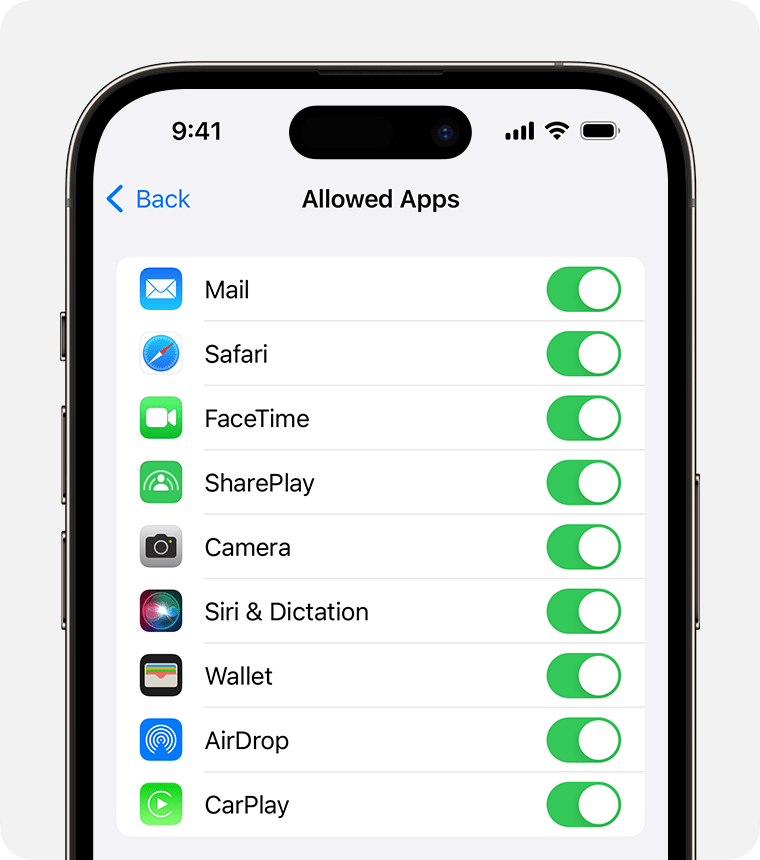 9:41
Back
Allowed Apps
Mail
Safari
FaceTime
SharePlay
Camera
Siri & Dictation
Wallet
AirDrop
CarPlay